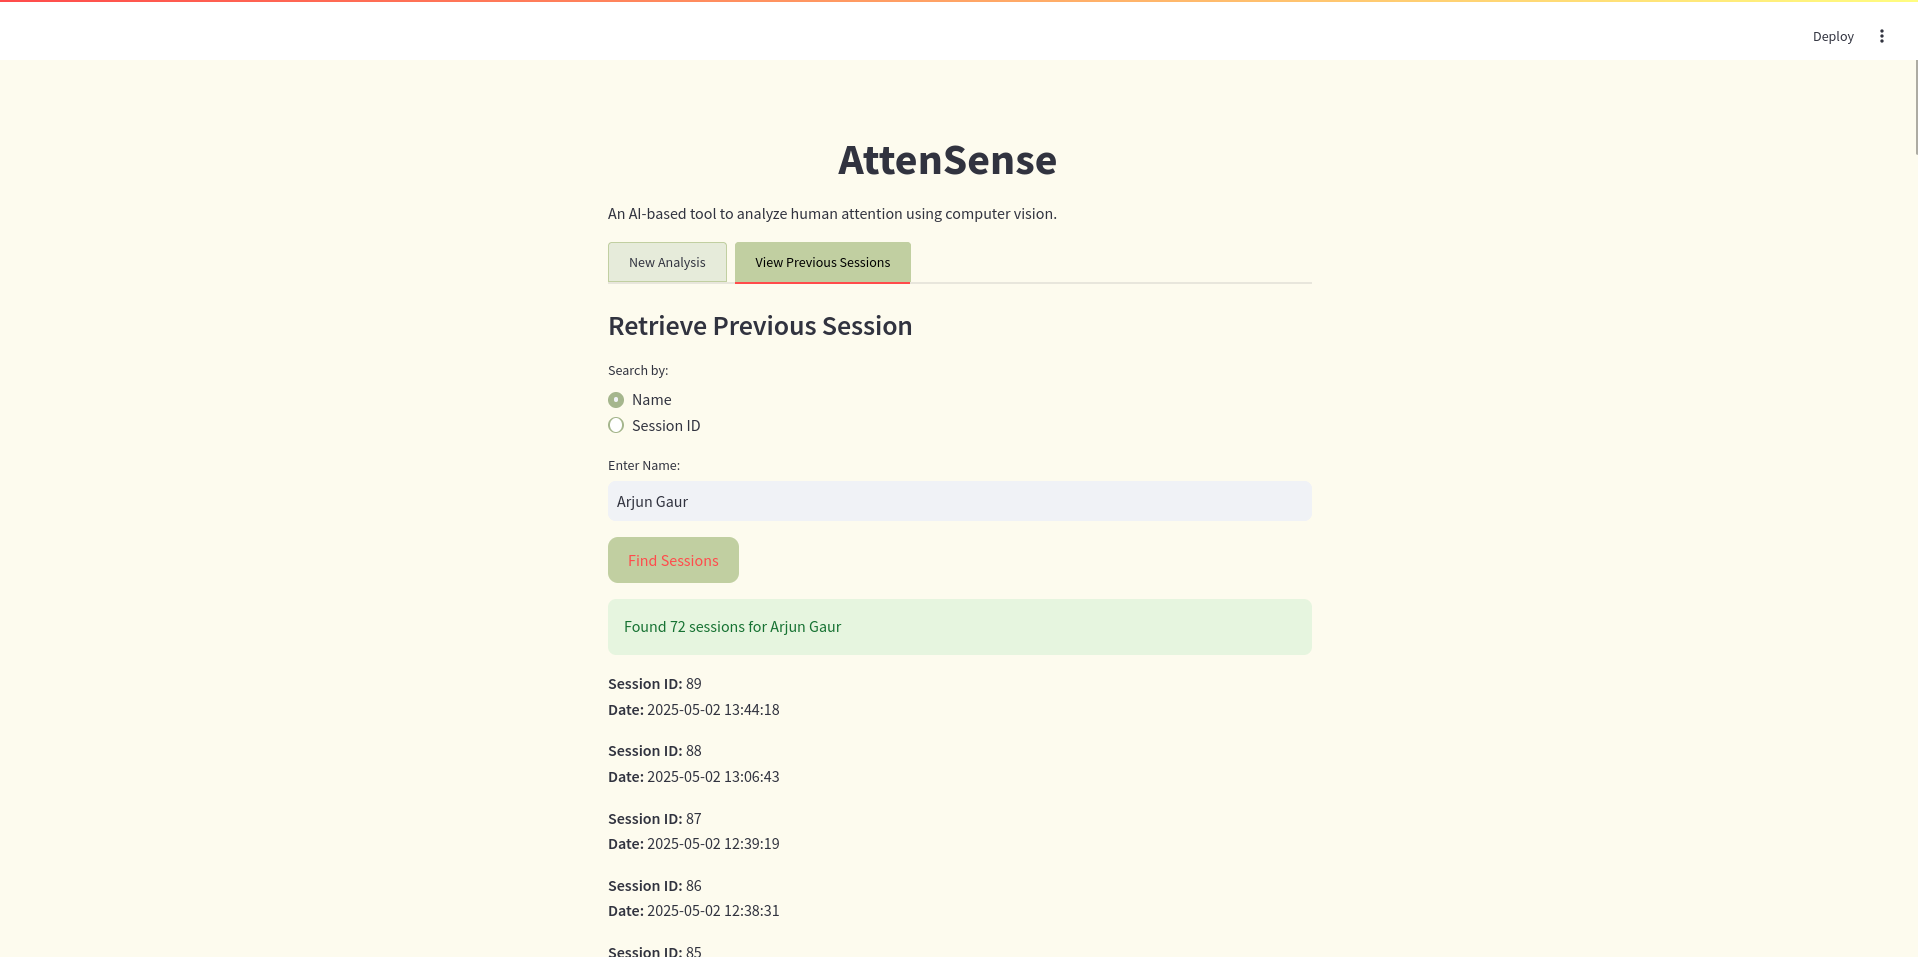 Deploy
AttenSense
An AI-based tool to analyze human attention using computer vision.
New Analysis
View Previous Sessions
Retrieve Previous Session
Search by:
Name
Session ID
Enter Name:
Arjun Gaur
Find Sessions
Found 72 sessions for Arjun Gaur
Session ID: 89
Date: 2025-05-02 13:44:18
Session ID: 88
Date: 2025-05-02 13:06:43
Session ID: 87
Date: 2025-05-02 12:39:19
Session ID: 86
Date: 2025-05-02 12:38:31
Session ID: 85